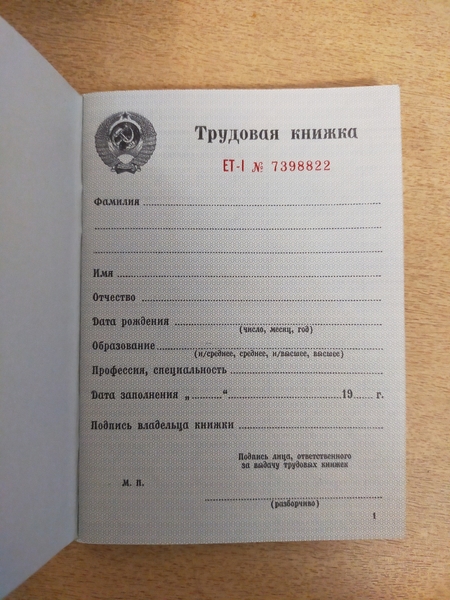 Трудовая книжка
ЕТ-I № 7398822
Фамилия
Имя
Отчество
Дата рождения
(число, месяц, год)
Образование
(н/среднее, среднее, н/высшее, высшее)
Профессия, специальность
Дата заполнения „ “ 19 г.
Подпись владельца книжки
Подпись лица, ответственного
за выдачу трудовых книжек
М. П.
(разборчиво)
1